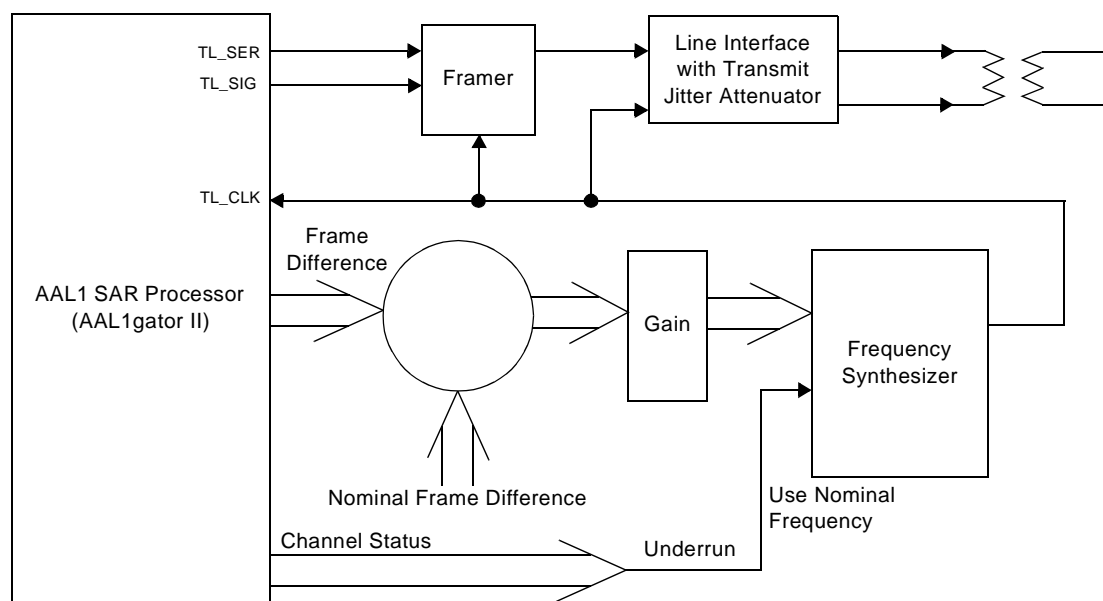 TL_SER
TL_SIG
Framer
Line Interface
with Transmit
Jitter Attenuator
TL_CLK
Frame
Difference
AAL1 SAR Processor
(AAL1gator II)
Gain
Frequency
Synthesizer
Nominal Frame Difference
Use Nominal
Frequency
Channel Status
Underrun